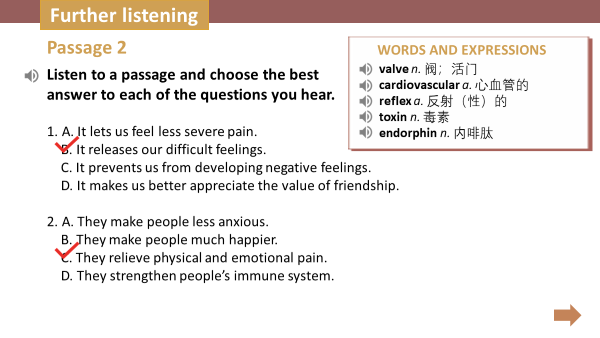 Further listening
Passage 2
Listen to a passage and choose the best
answer to each of the questions you hear.
1. A. It lets us feel less severe pain.
B. It releases our difficult feelings.
C. It prevents us from developing negative feelings.
D. It makes us better appreciate the value of friendship.
2. A. They make people less anxious.
B. They make people much happier.
C. They relieve physical and emotional pain.
D. They strengthen people's immune system.
WORDS AND EXPRESSIONS
valve n. 阀；活门
cardiovascular a. 心血管的
reflex a. 反射（性）的
toxin n. 毒素
endorphin n. 内啡肽